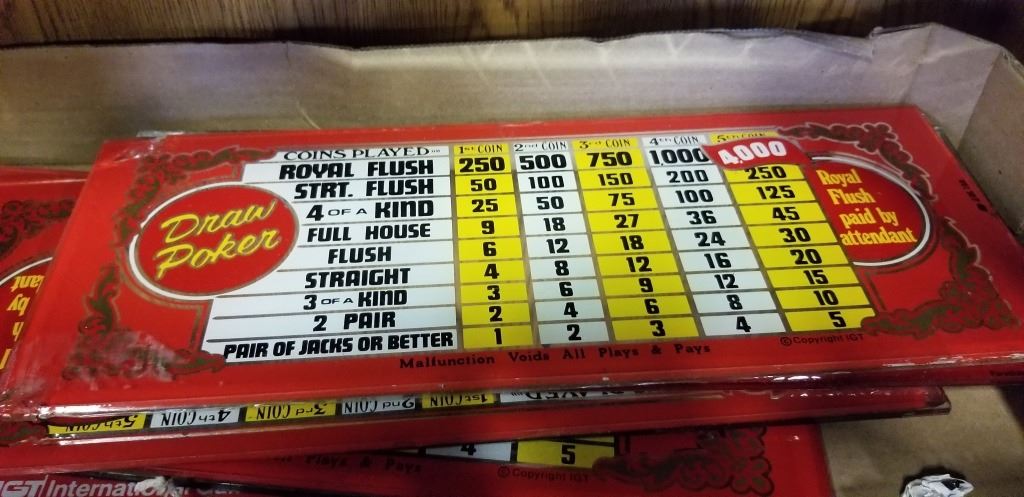 COINS PLAYED 1st COIN 2nd COIN 3rd COIN 4th COIN 5th COIN
ROYAL FLUSH 250 500 750 1000 4,000
STRT. FLUSH 50 100 150 200 250
4 OF A KIND 25 50 75 100 125
FULL HOUSE 9 18 27 36 45
FLUSH 6 12 18 24 30
STRAIGHT 4 8 12 16 20
3 OF A KIND 3 6 9 12 15
2 PAIR 2 4 6 8 10
PAIR OF JACKS OR BETTER 1 2 3 4 5
Draw
Poker
Royal
Flush
paid by
attendant
Malfunction Voids All Plays & Pays
©Copyright IGT
5th COIN 4th COIN 3rd COIN 2nd COIN 1st COIN
4 5
Plays & Pays
©Copyright IGT
IGT International